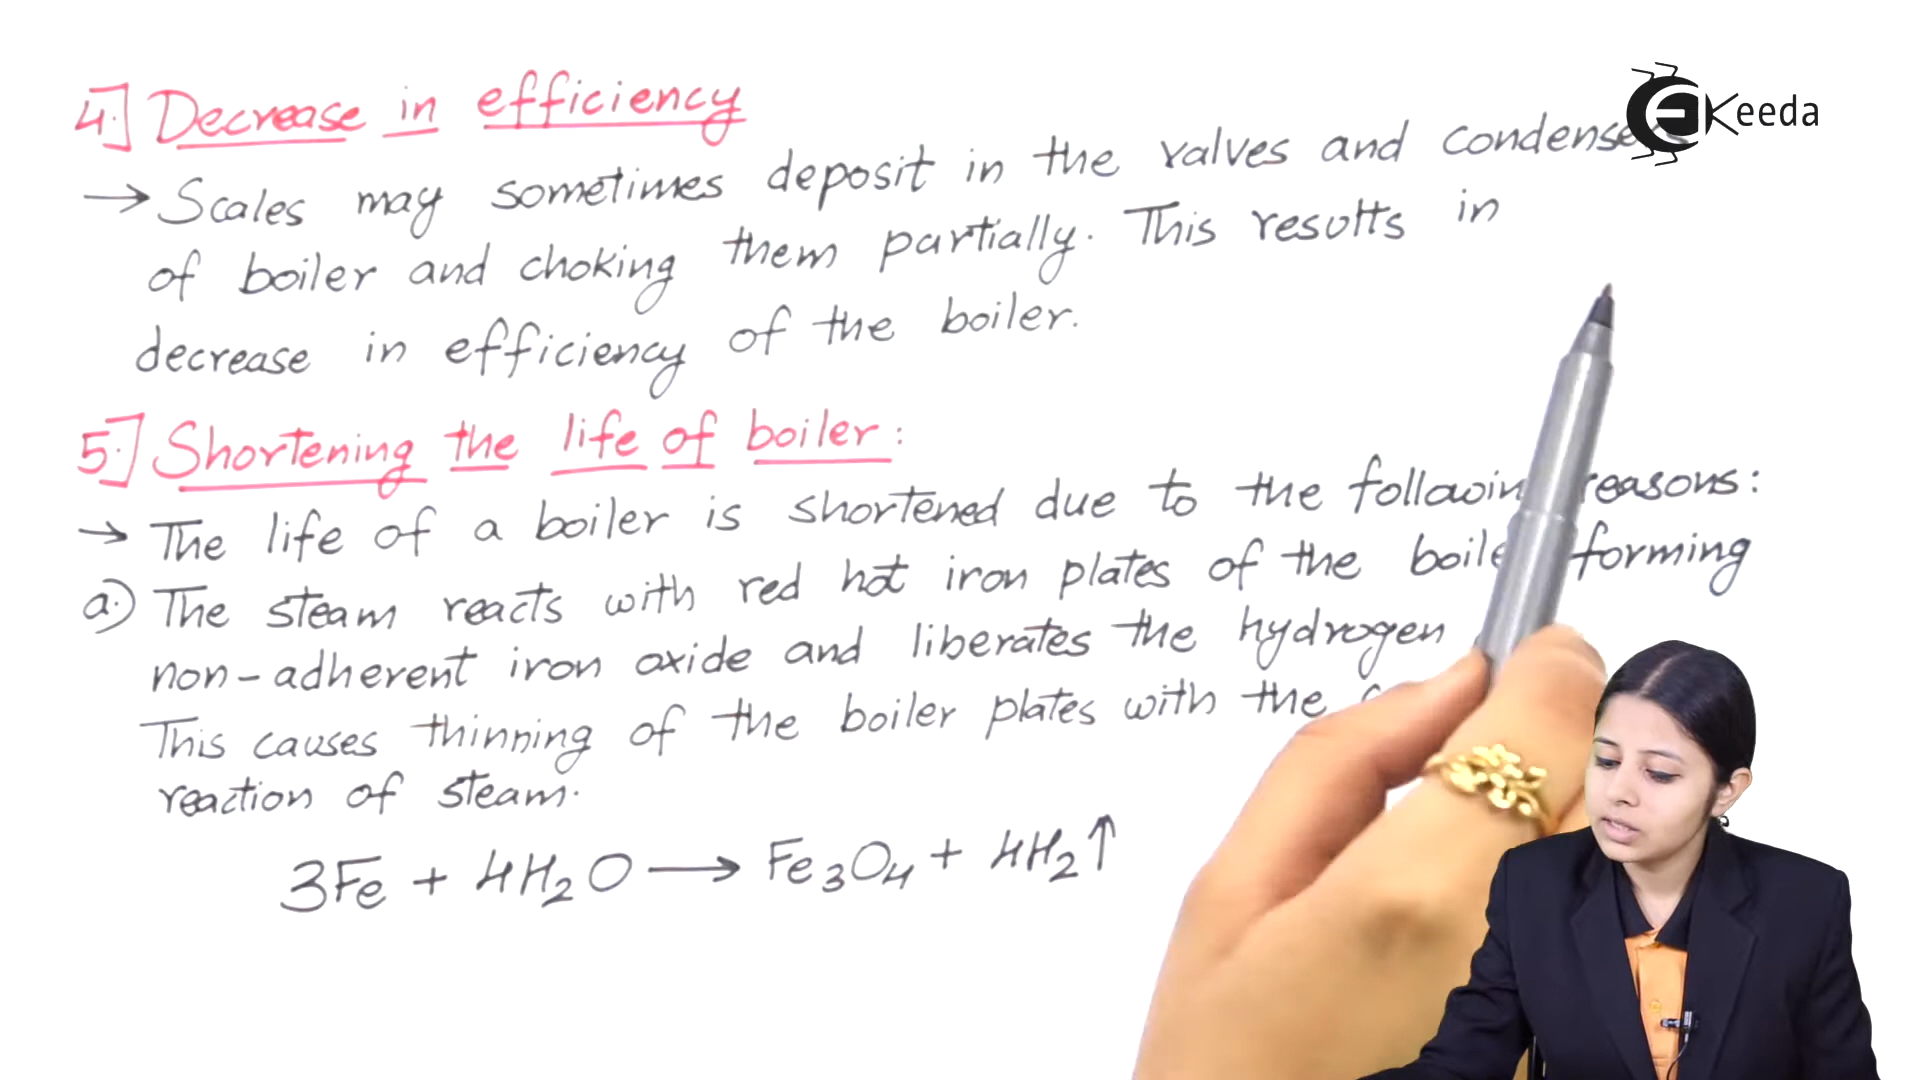 4.] Decrease in efficiency
EKeeda
→ Scales may sometimes deposit in the valves and condensers
of boiler and choking them partially. This results in
decrease in efficiency of the boiler.
5.] Shortening the life of boiler:
→ The life of a boiler is shortened due to the following reasons:
a.) The steam reacts with red hot iron plates of the boiler forming
non-adherent iron oxide and liberates the hydrogen
This causes thinning of the boiler plates with the
reaction of steam.
3Fe + 4H₂O ⟶ Fe₃O₄ + 4H₂↑